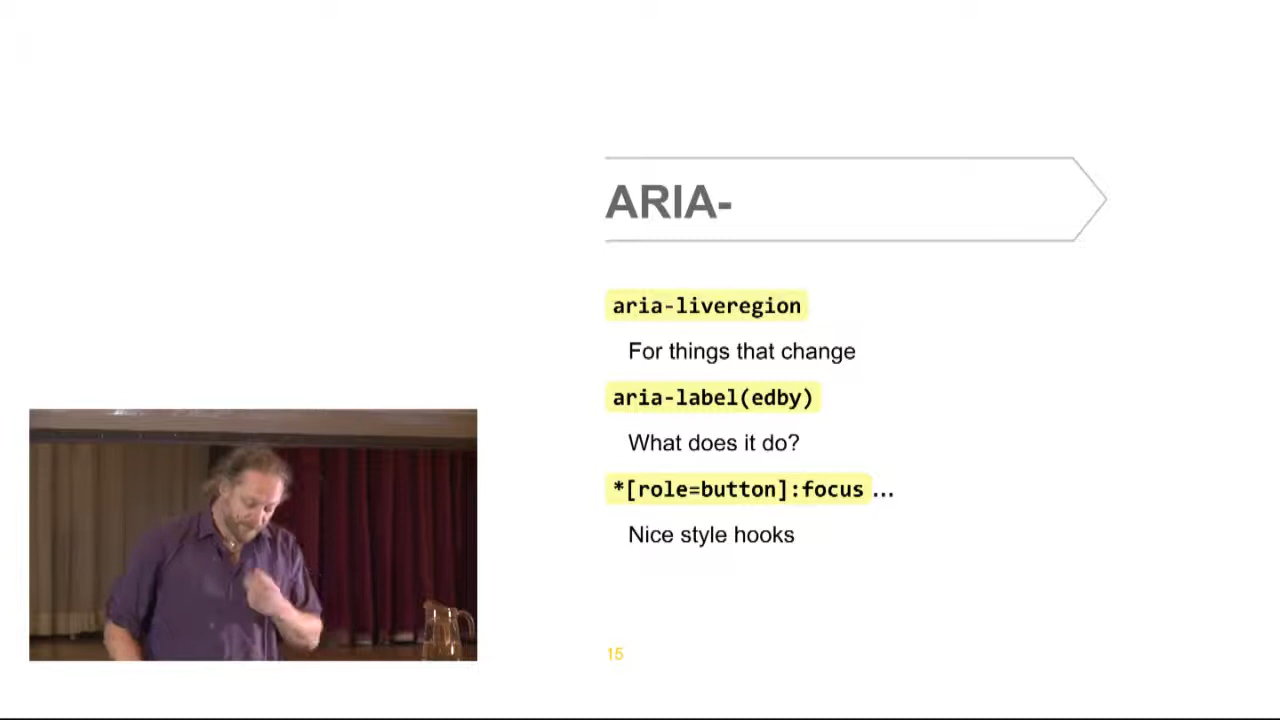 ARIA-
aria-liveregion
For things that change
aria-label(edby)
What does it do?
*[role=button]:focus...
Nice style hooks
15